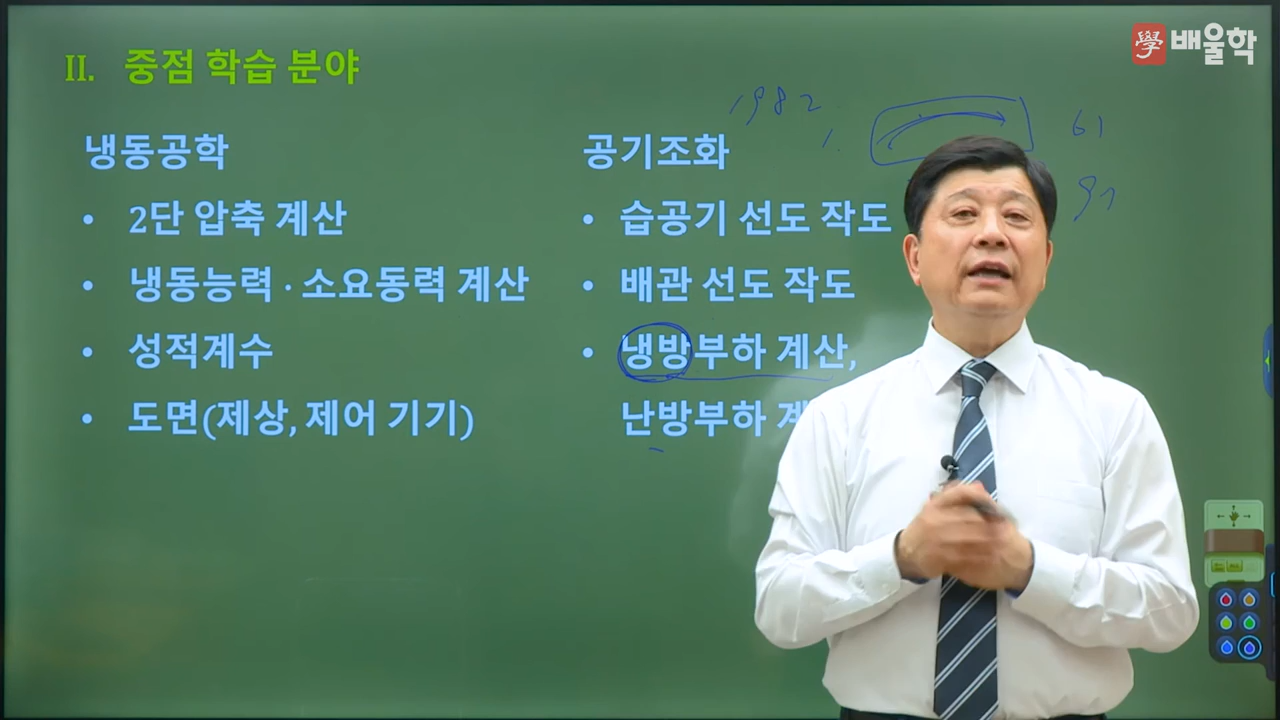 學 배울학
II. 중점 학습 분야
1982
61
91
냉동공학
• 2단 압축 계산
• 냉동능력 · 소요동력 계산
• 성적계수
• 도면(제상, 제어 기기)
공기조화
• 습공기 선도 작도
• 배관 선도 작도
• 냉방부하 계산,
난방부하